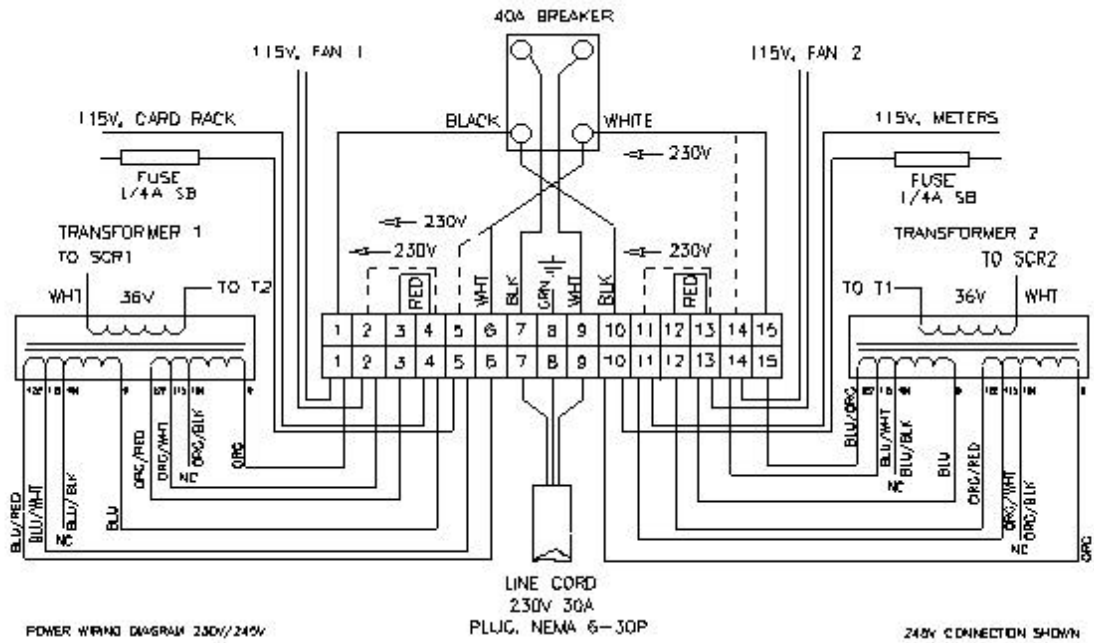 40A BREAKER
115V, FAN 1
115V, FAN 2
115V, CARD RACK
BLACK
WHITE
115V, METERS
230V
FUSE
1/4A SB
FUSE
1/4A SB
230V
230V
230V
TRANSFORMER 1
TRANSFORMER 2
TO SCR1
TO SCR2
WHT
36V
TO T2
RED
WHT
BLK
GRN
WHT
BLK
RED
TO T1
36V
WHT
1 2 3 4 5 6 7 8 9 10 11 12 13 14 15
1 2 3 4 5 6 7 8 9 10 11 12 13 14 15
BLU/RED
BLU/WHT
NC
BLU/BLK
BLU
ORG/RED
ORG/WHT
NC
ORG/BLK
ORG
BLU/ORG
BLU/WHT
NC
BLU/BLK
BLU
ORG/RED
ORG/WHT
NC
ORG/BLK
ORG
LINE CORD
230V 30A
PLUG, NEMA 6-30P
POWER WIRING DIAGRAM 230V/240V
240V CONNECTION SHOWN